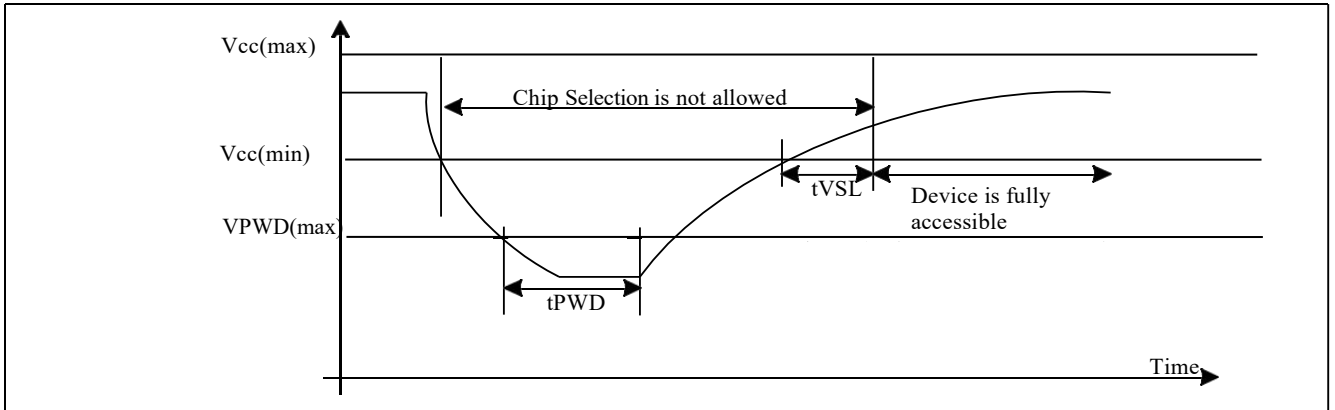 Vcc(max)
Chip Selection is not allowed
Vcc(min)
tVSL
Device is fully
accessible
VPWD(max)
tPWD
Time